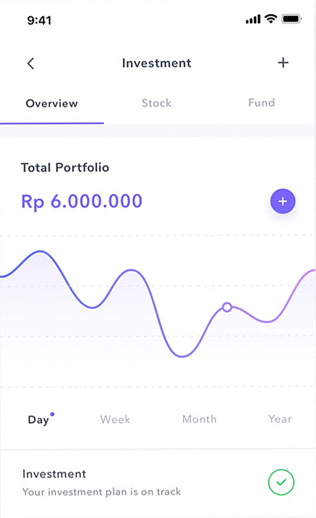 9:41
Investment
Overview Stock Fund
Total Portfolio
Rp 6.000.000
Day Week Month Year
Investment
Your investment plan is on track